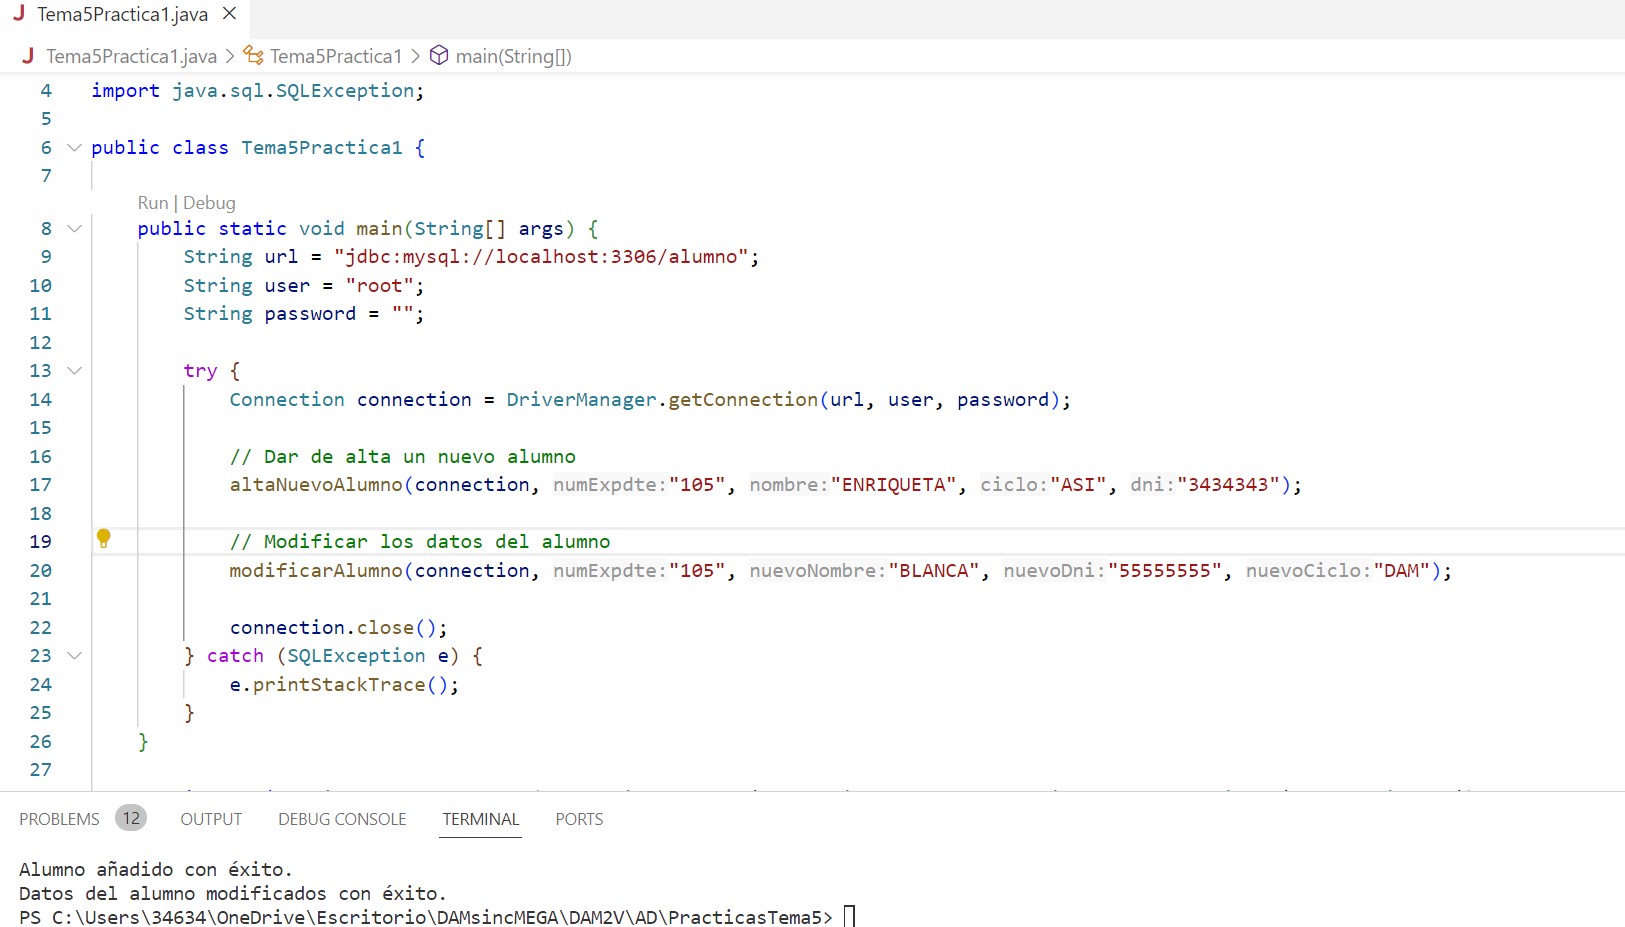 Tema5Practica1.java
Tema5Practica1.java > Tema5Practica1 > main(String[])
4 import java.sql.SQLException;
5
6 public class Tema5Practica1 {
7
Run | Debug
8 public static void main(String[] args) {
9 String url = "jdbc:mysql://localhost:3306/alumno";
10 String user = "root";
11 String password = "";
12
13 try {
14 Connection connection = DriverManager.getConnection(url, user, password);
15
16 // Dar de alta un nuevo alumno
17 altaNuevoAlumno(connection, numExpdte:"105", nombre:"ENRIQUETA", ciclo:"ASI", dni:"3434343");
18
19 // Modificar los datos del alumno
20 modificarAlumno(connection, numExpdte:"105", nuevoNombre:"BLANCA", nuevoDni:"55555555", nuevoCiclo:"DAM");
21
22 connection.close();
23 } catch (SQLException e) {
24 e.printStackTrace();
25 }
26 }
27
PROBLEMS 12 OUTPUT DEBUG CONSOLE TERMINAL PORTS
Alumno añadido con éxito.
Datos del alumno modificados con éxito.
PS C:\Users\34634\OneDrive\Escritorio\DAMsincMEGA\DAM2V\AD\PracticasTema5>